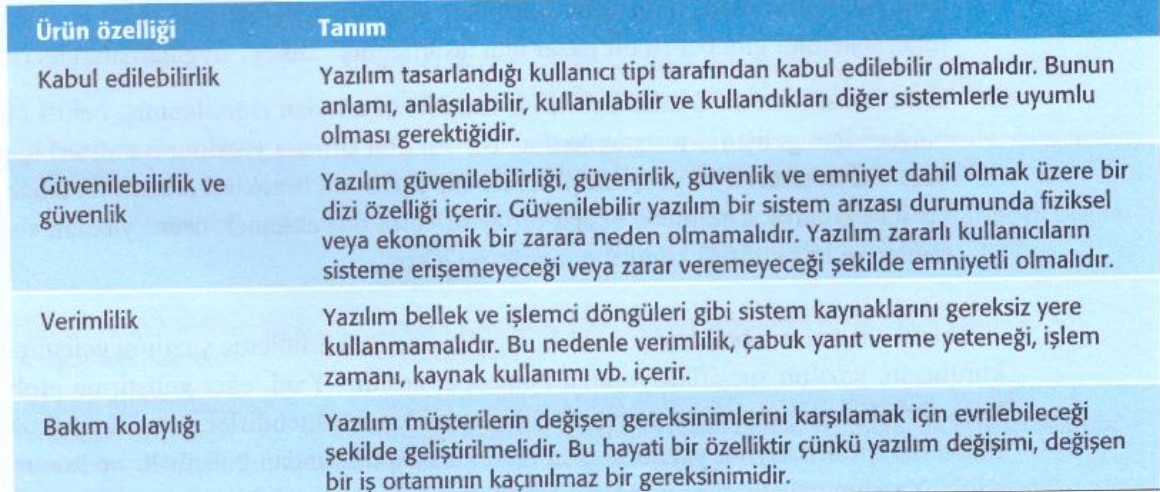 Ürün özelliği Tanım
Kabul edilebilirlik Yazılım tasarlandığı kullanıcı tipi tarafından kabul edilebilir olmalıdır. Bunun
anlamı, anlaşılabilir, kullanılabilir ve kullandıkları diğer sistemlerle uyumlu
olması gerektiğidir.
Güvenilebilirlik ve Yazılım güvenilebilirliği, güvenirlik, güvenlik ve emniyet dahil olmak üzere bir
güvenlik dizi özelliği içerir. Güvenilebilir yazılım bir sistem arızası durumunda fiziksel
veya ekonomik bir zarara neden olmamalıdır. Yazılım zararlı kullanıcıların
sisteme erişemeyeceği veya zarar veremeyeceği şekilde emniyetli olmalıdır.
Verimlilik Yazılım bellek ve işlemci döngüleri gibi sistem kaynaklarını gereksiz yere
kullanmamalıdır. Bu nedenle verimlilik, çabuk yanıt verme yeteneği, işlem
zamanı, kaynak kullanımı vb. içerir.
Bakım kolaylığı Yazılım müşterilerin değişen gereksinimlerini karşılamak için evrilebileceği
şekilde geliştirilmelidir. Bu hayati bir özelliktir çünkü yazılım değişimi, değişen
bir iş ortamının kaçınılmaz bir gereksinimidir.